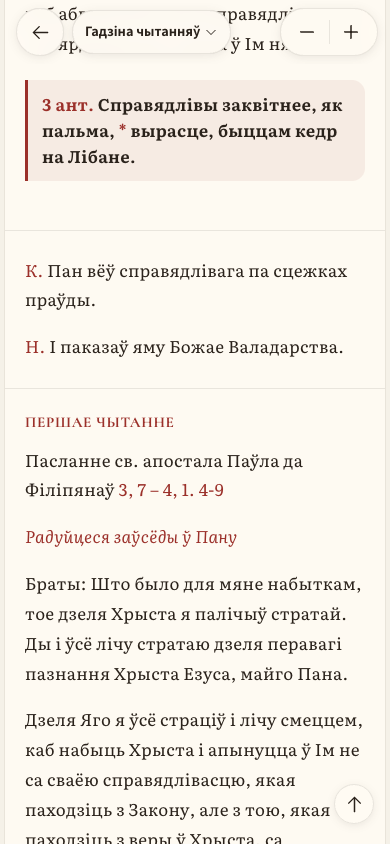 Гадзіна чытанняў
3 ант. Справядлівы заквітнее, як
пальма, * вырасце, быццам кедр
на Лібане.
К. Пан вёў справядлівага па сцежках
праўды.
Н. І паказаў яму Божае Валадарства.
ПЕРШАЕ ЧЫТАННЕ
Пасланне св. апостала Паўла да
Філіпянаў 3, 7 – 4, 1. 4-9
Радуйцеся заўсёды ў Пану
Браты: Што было для мяне набыткам,
тое дзеля Хрыста я палічыў стратай.
Ды і ўсё лічу стратаю дзеля перавагі
пазнання Хрыста Езуса, майго Пана.
Дзеля Яго я ўсё страціў і лічу смеццем,
каб набыць Хрыста і апынуцца ў Ім не
са сваёю справядлівасцю, якая
паходзіць з Закону, але з тою, якая
паходзіць з веры ў Хрыста, са